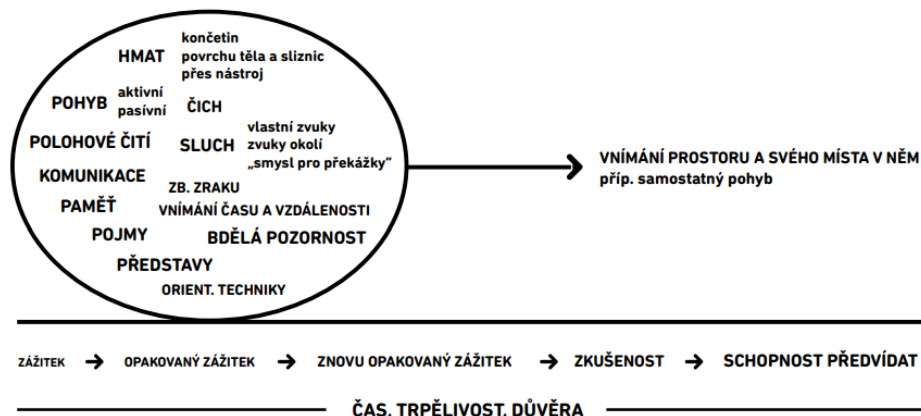 HMAT
končetin
povrchu těla a sliznic
přes nástroj
POHYB
aktivní
pasívní
ČICH
POLOHOVÉ ČITÍ
SLUCH
vlastní zvuky
zvuky okolí
„smysl pro překážky“
KOMUNIKACE
ZB. ZRAKU
PAMĚŤ
VNÍMÁNÍ ČASU A VZDÁLENOSTI
POJMY
BDĚLÁ POZORNOST
PŘEDSTAVY
ORIENT. TECHNIKY
VNÍMÁNÍ PROSTORU A SVÉHO MÍSTA V NĚM
příp. samostatný pohyb
ZÁŽITEK → OPAKOVANÝ ZÁŽITEK → ZNOVU OPAKOVANÝ ZÁŽITEK → ZKUŠENOST → SCHOPNOST PŘEDVÍDAT
ČAS, TRPĚLIVOST, DŮVĚRA